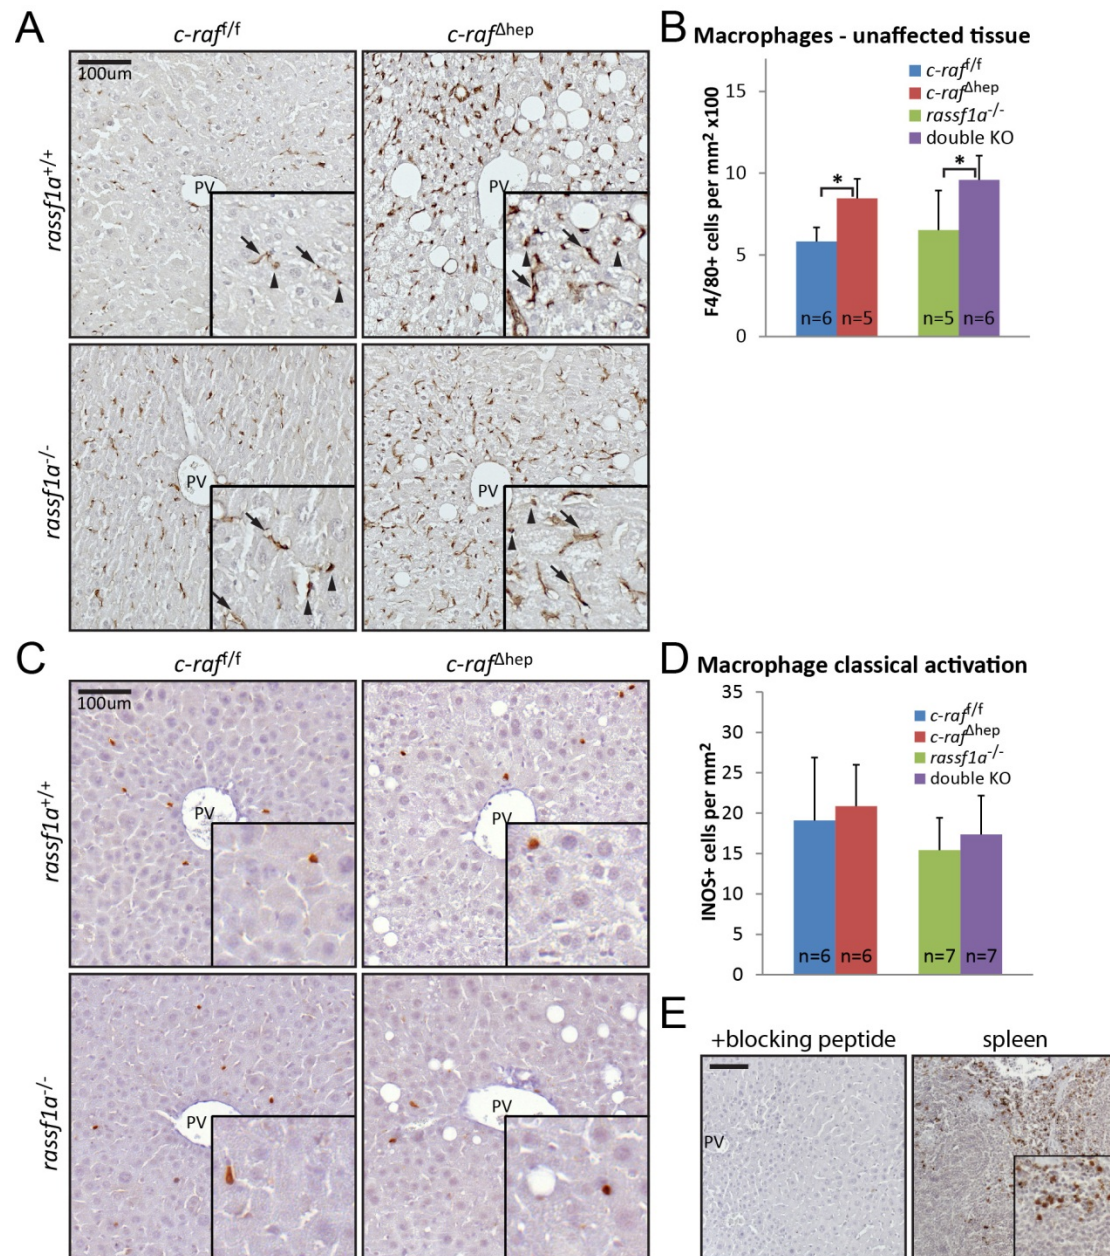 A
c-raf^f/f
c-raf^Δhep
100um
rassf1a^+/+
PV
PV
rassf1a^-/-
PV
PV
B
Macrophages - unaffected tissue
c-raf^f/f
c-raf^Δhep
rassf1a^-/-
double KO
F4/80+ cells per mm² x100
15
10
5
0
*
*
n=6
n=5
n=5
n=6
C
c-raf^f/f
c-raf^Δhep
100um
rassf1a^+/+
PV
PV
rassf1a^-/-
PV
PV
D
Macrophage classical activation
c-raf^f/f
c-raf^Δhep
rassf1a^-/-
double KO
INOS+ cells per mm²
35
30
25
20
15
10
5
0
n=6
n=6
n=7
n=7
E
+blocking peptide
spleen
PV